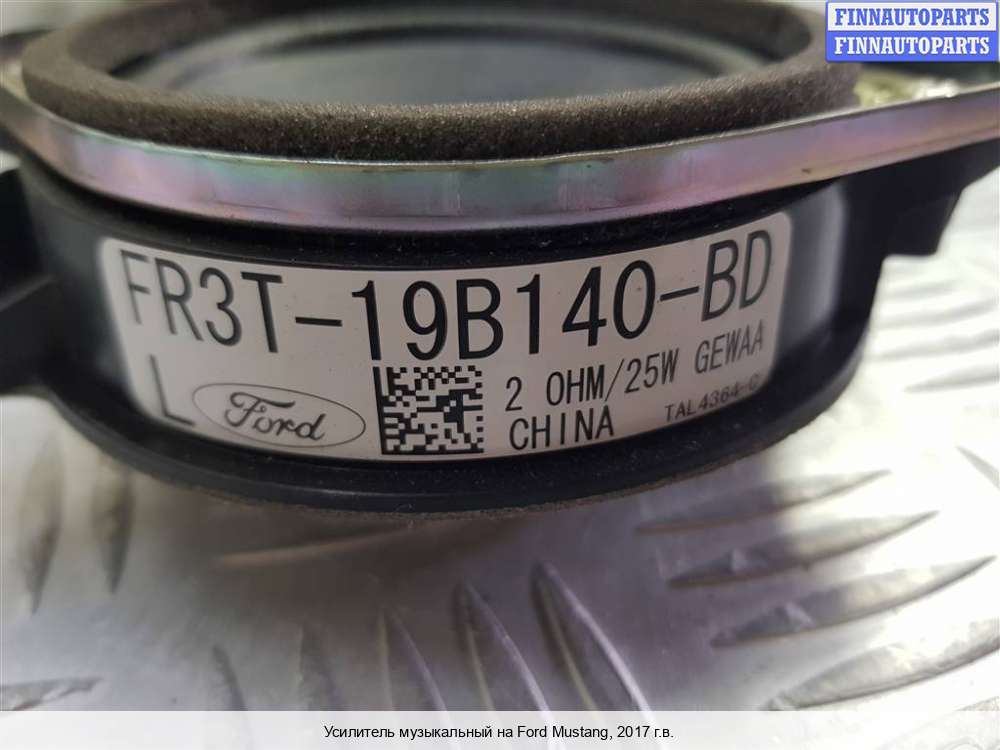 FINNAUTOPARTS
FINNAUTOPARTS
FR3T-19B140-BD
L Ford 2 OHM/25W GEWAA
CHINA TAL4364-C
Усилитель музыкальный на Ford Mustang, 2017 г.в.